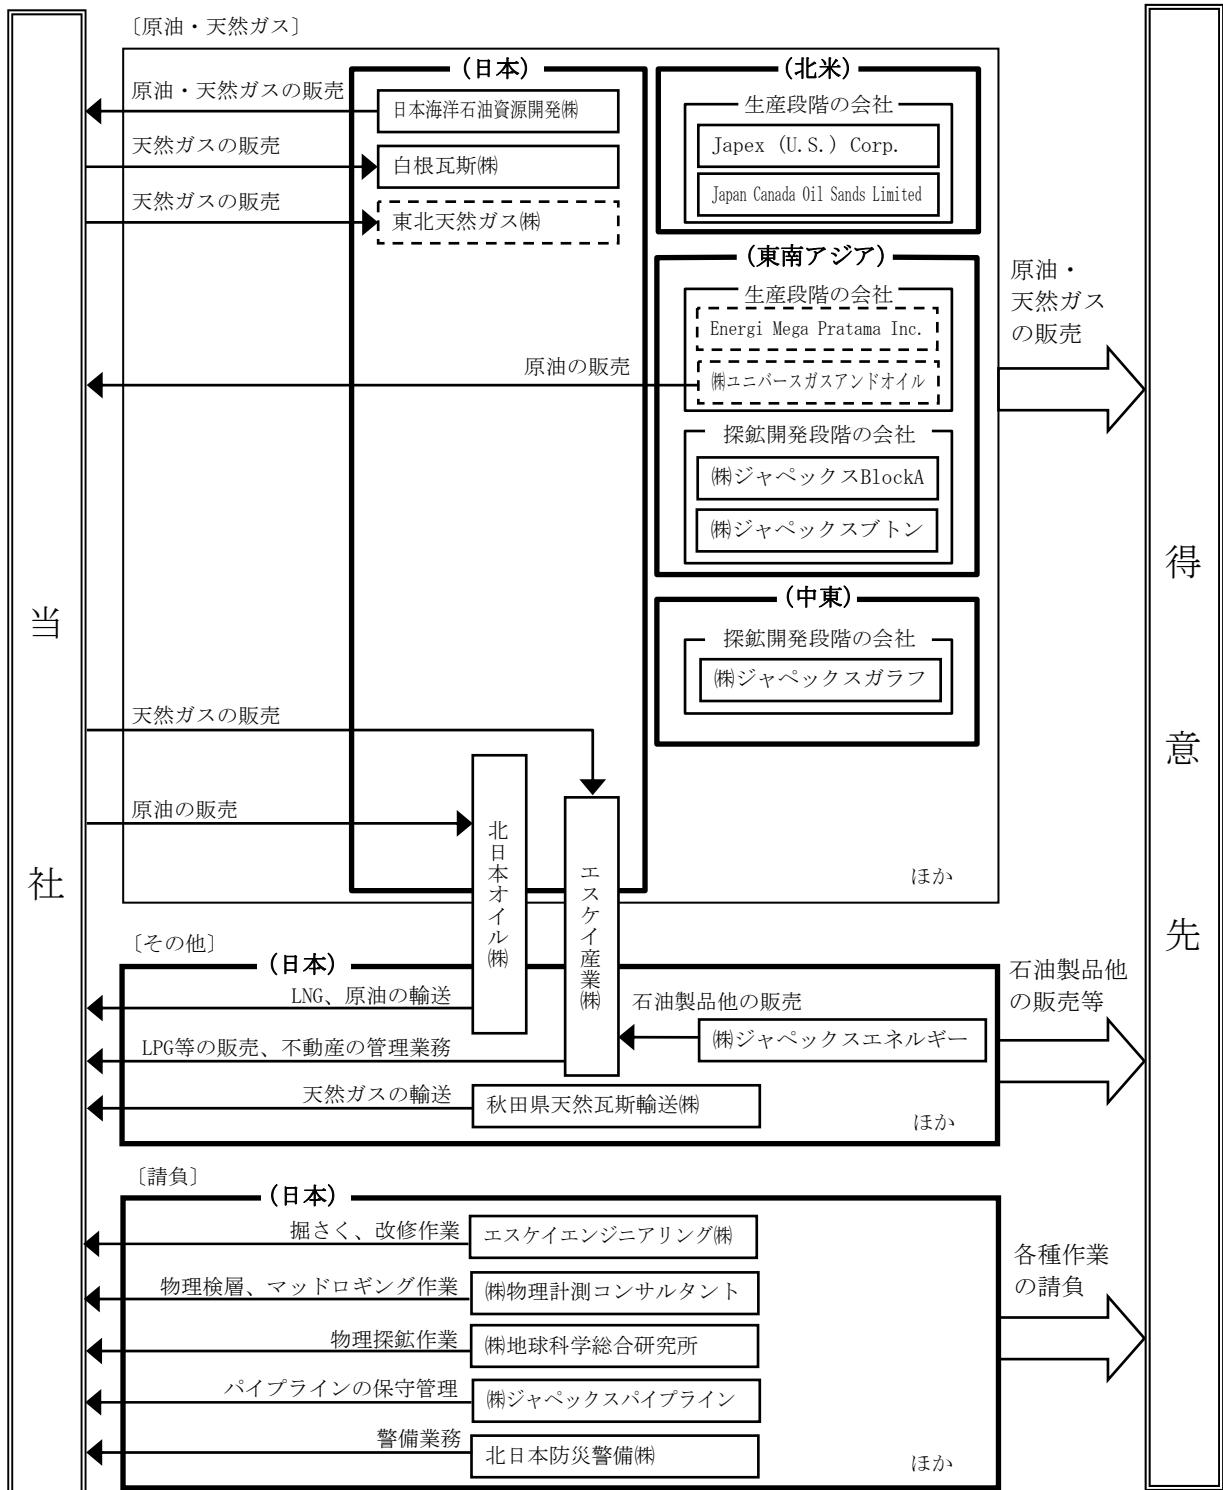 〔原油・天然ガス〕
当社
得意先
(日本)
原油・天然ガスの販売
日本海洋石油資源開発㈱
天然ガスの販売
白根瓦斯㈱
天然ガスの販売
東北天然ガス㈱
(北米)
生産段階の会社
Japex (U.S.) Corp.
Japan Canada Oil Sands Limited
(東南アジア)
生産段階の会社
Energi Mega Pratama Inc.
原油の販売
㈱ユニバースガスアンドオイル
探鉱開発段階の会社
㈱ジャペックスBlockA
㈱ジャペックスブトン
(中東)
探鉱開発段階の会社
㈱ジャペックスガラフ
原油・
天然ガス
の販売
天然ガスの販売
原油の販売
北日本オイル㈱
エスケイ産業㈱
ほか
〔その他〕
(日本)
LNG、原油の輸送
石油製品他の販売
㈱ジャペックスエネルギー
LPG等の販売、不動産の管理業務
天然ガスの輸送
秋田県天然瓦斯輸送㈱
ほか
石油製品他
の販売等
〔請負〕
(日本)
掘さく、改修作業
エスケイエンジニアリング㈱
物理検層、マッドロギング作業
㈱物理計測コンサルタント
物理探鉱作業
㈱地球科学総合研究所
パイプラインの保守管理
㈱ジャペックスパイプライン
警備業務
北日本防災警備㈱
ほか
各種作業
の請負